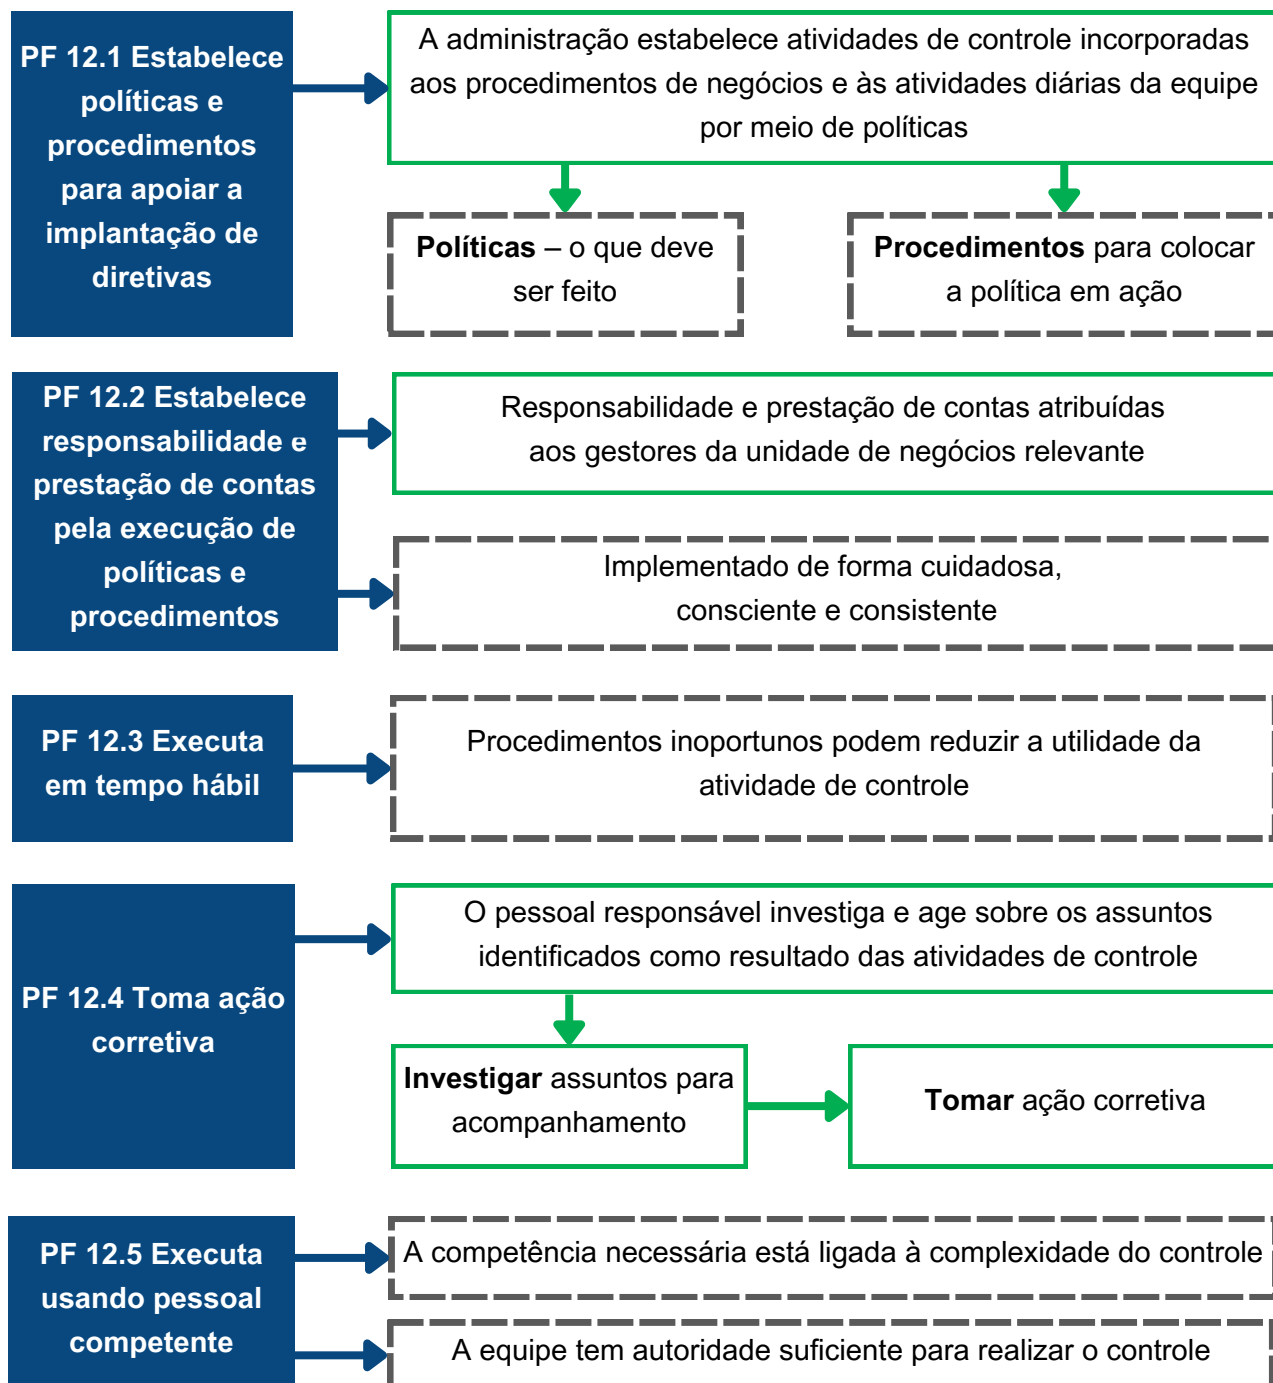 PF 12.1 Estabelece
políticas e
procedimentos
para apoiar a
implantação de
diretivas
A administração estabelece atividades de controle incorporadas
aos procedimentos de negócios e às atividades diárias da equipe
por meio de políticas
Políticas – o que deve
ser feito
Procedimentos para colocar
a política em ação
PF 12.2 Estabelece
responsabilidade e
prestação de contas
pela execução de
políticas e
procedimentos
Responsabilidade e prestação de contas atribuídas
aos gestores da unidade de negócios relevante
Implementado de forma cuidadosa,
consciente e consistente
PF 12.3 Executa
em tempo hábil
Procedimentos inoportunos podem reduzir a utilidade da
atividade de controle
PF 12.4 Toma ação
corretiva
O pessoal responsável investiga e age sobre os assuntos
identificados como resultado das atividades de controle
Investigar assuntos para
acompanhamento
Tomar ação corretiva
PF 12.5 Executa
usando pessoal
competente
A competência necessária está ligada à complexidade do controle
A equipe tem autoridade suficiente para realizar o controle